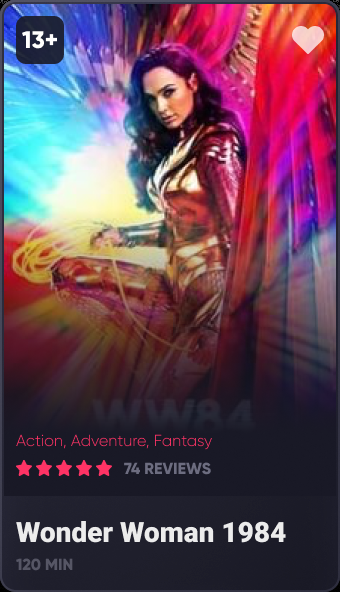 13+
WW84
Action, Adventure, Fantasy
74 REVIEWS
Wonder Woman 1984
120 MIN